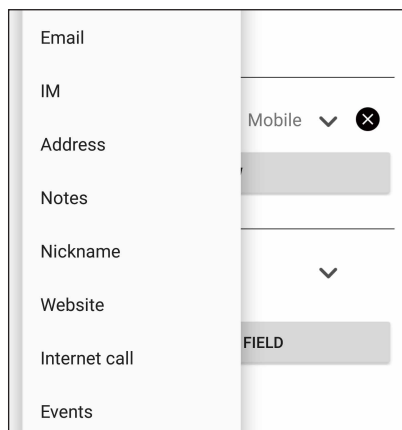 Email
IM
Mobile
Address
Notes
Nickname
Website
FIELD
Internet call
Events